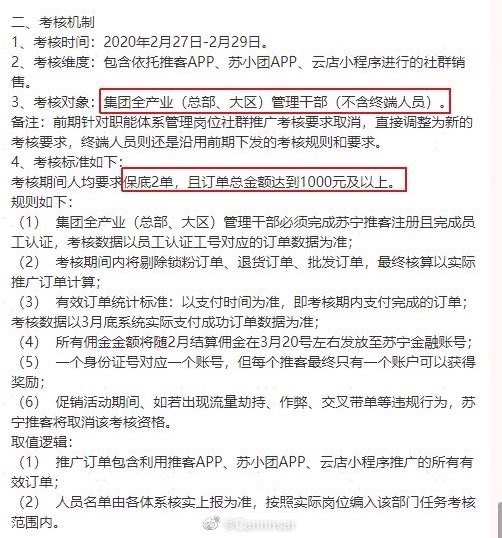 二、考核机制
1、考核时间：2020年2月27日-2月29日。
2、考核维度：包含依托推客APP、苏小团APP、云店小程序进行的社群销
售。
3、考核对象：集团全产业（总部、大区）管理干部（不含终端人员）。
备注：前期针对职能体系管理岗位社群推广考核要求取消，直接调整为新的
考核要求，终端人员则还是沿用前期下发的考核规则和要求。
4、考核标准如下：
考核期间人均要求保底2单，且订单总金额达到1000元及以上。
规则如下：
（1） 集团全产业（总部、大区）管理干部必须完成苏宁推客注册且完成员
工认证，考核数据以员工认证工号对应的订单数据为准；
（2） 考核期间内将剔除锁粉订单、退货订单、批发订单，最终核算以实际
推广订单计算；
（3） 有效订单统计标准：以支付时间为准，即考核期内支付完成的订单；
考核数据以3月底系统实际支付成功订单数据为准；
（4） 所有佣金金额将随2月结算佣金在3月20号左右发放至苏宁金融账号；
（5） 一个身份证号对应一个账号，但每个推客最终只有一个账户可以获得
奖励；
（6） 促销活动期间、如若出现流量劫持、作弊、交叉带单等违规行为，苏
宁推客将取消该考核资格。
取值逻辑：
（1） 推广订单包含利用推客APP、苏小团APP、云店小程序推广的所有有
效订单；
（2） 人员名单由各体系核实上报为准，按照实际岗位编入该部门任务考核
范围内。
@Cannnsar